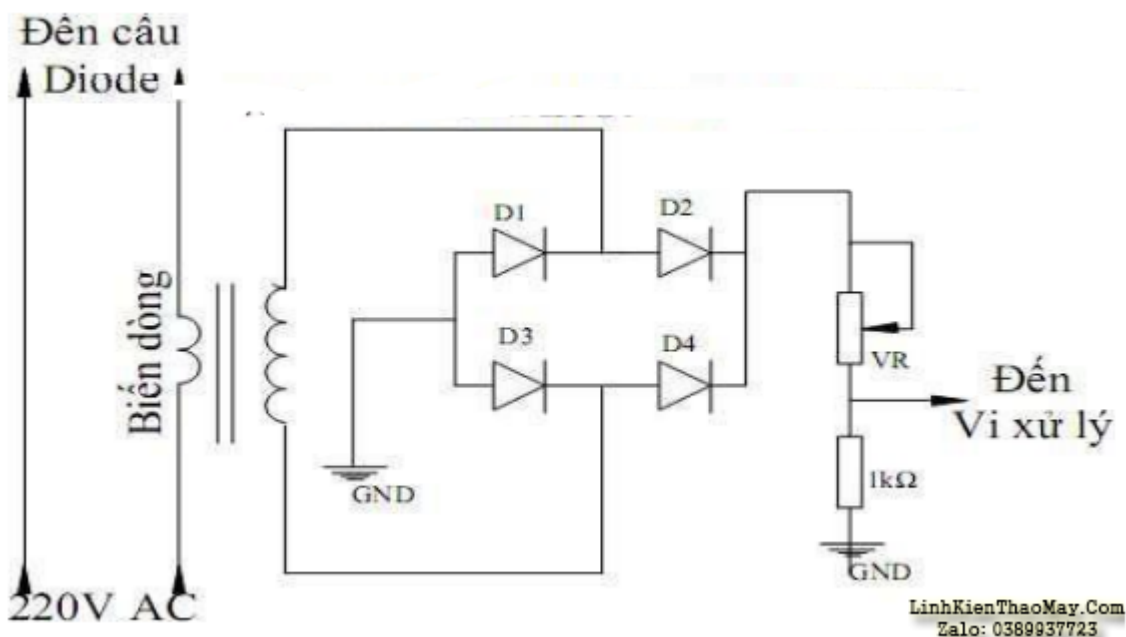 Đến cầu
Diode
D1
D2
D3
D4
Biến dòng
VR
Đến
Vi xử lý
1kΩ
GND
GND
220V AC
LinhKienThaoMay.Com
Zalo: 0389937723